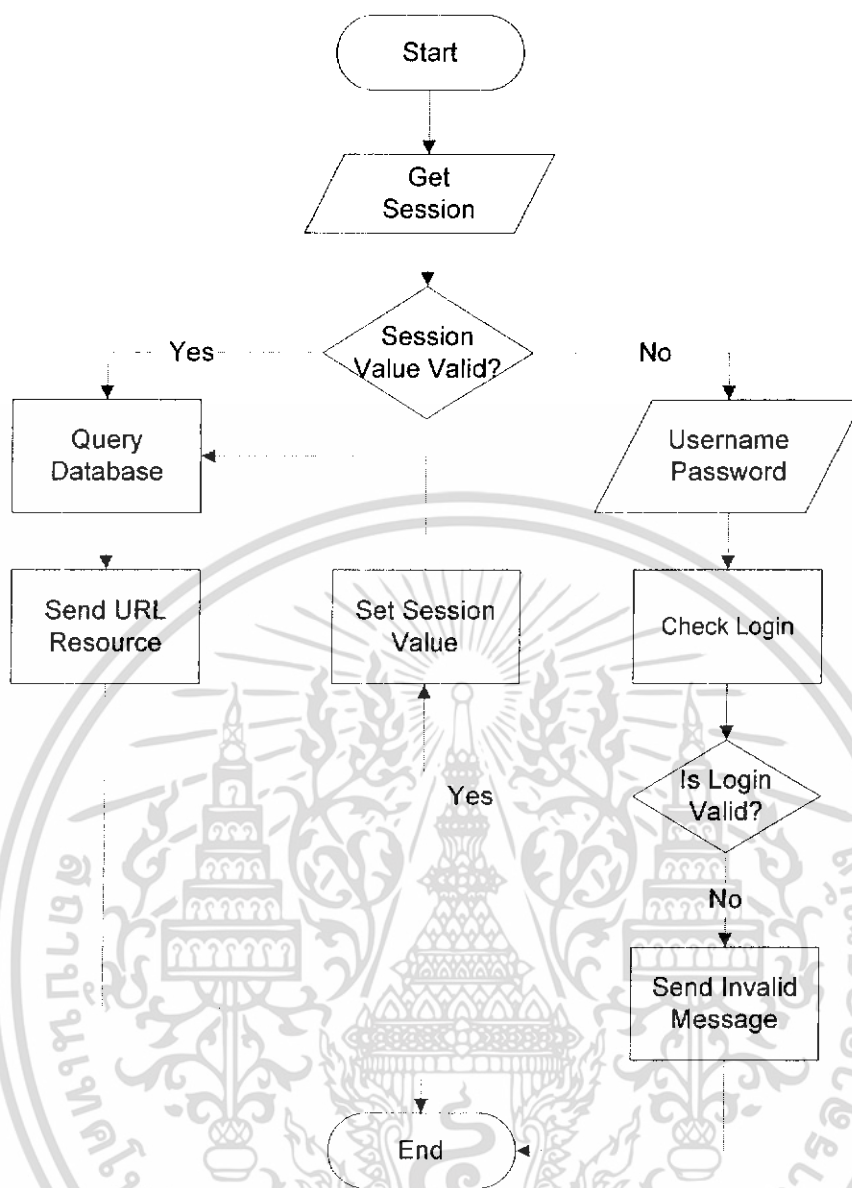 Start
Get
Session
Session
Value Valid?
Yes
No
Query
Database
Username
Password
Send URL
Resource
Set Session
Value
Check Login
Is Login
Valid?
Yes
No
Send Invalid
Message
End